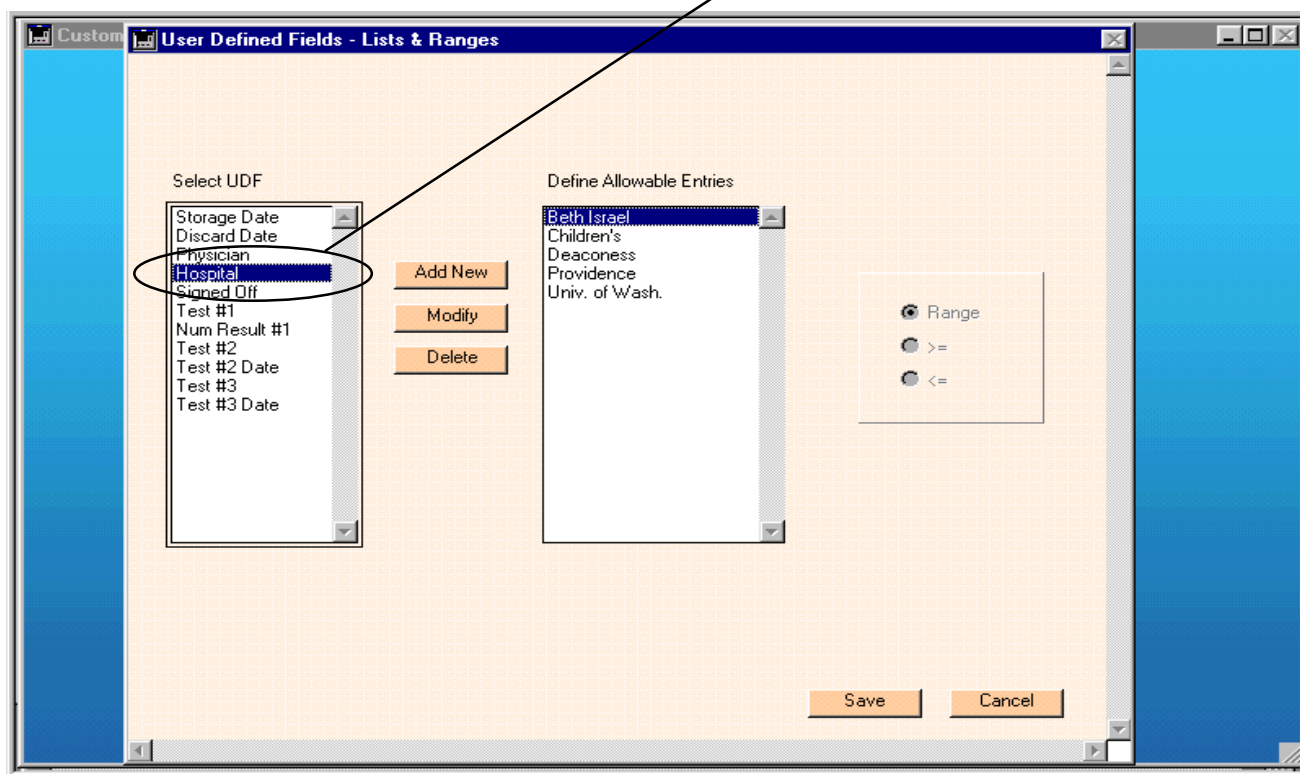 Custom
User Defined Fields - Lists & Ranges
Select UDF
Define Allowable Entries
Storage Date
Discard Date
Physician
Hospital
Signed Off
Test #1
Num Result #1
Test #2
Test #2 Date
Test #3
Test #3 Date
Add New
Modify
Delete
Beth Israel
Children's
Deaconess
Providence
Univ. of Wash.
Range
>=
<=
Save
Cancel